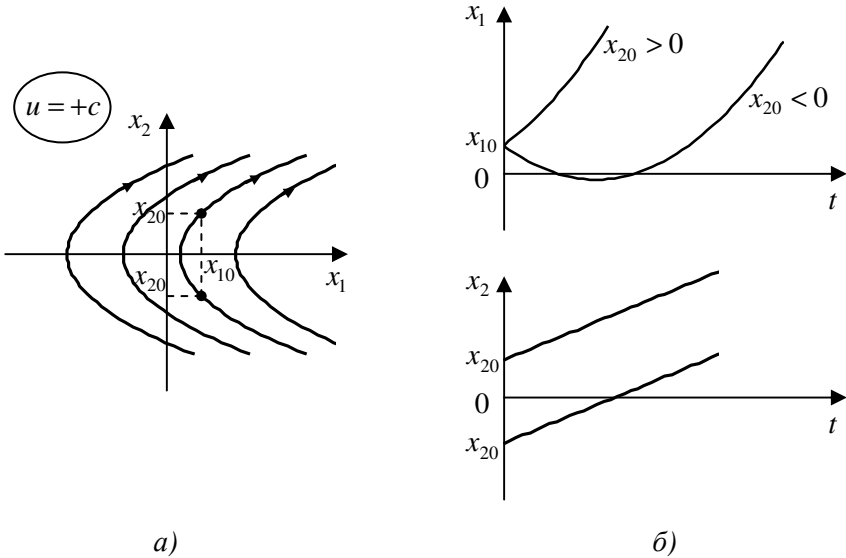 u = +c
x₂
x₂₀
x₂₀
x₁₀
x₁
а)
x₁
x₂₀ > 0
x₂₀ < 0
x₁₀
0
t
x₂
x₂₀
0
x₂₀
t
б)